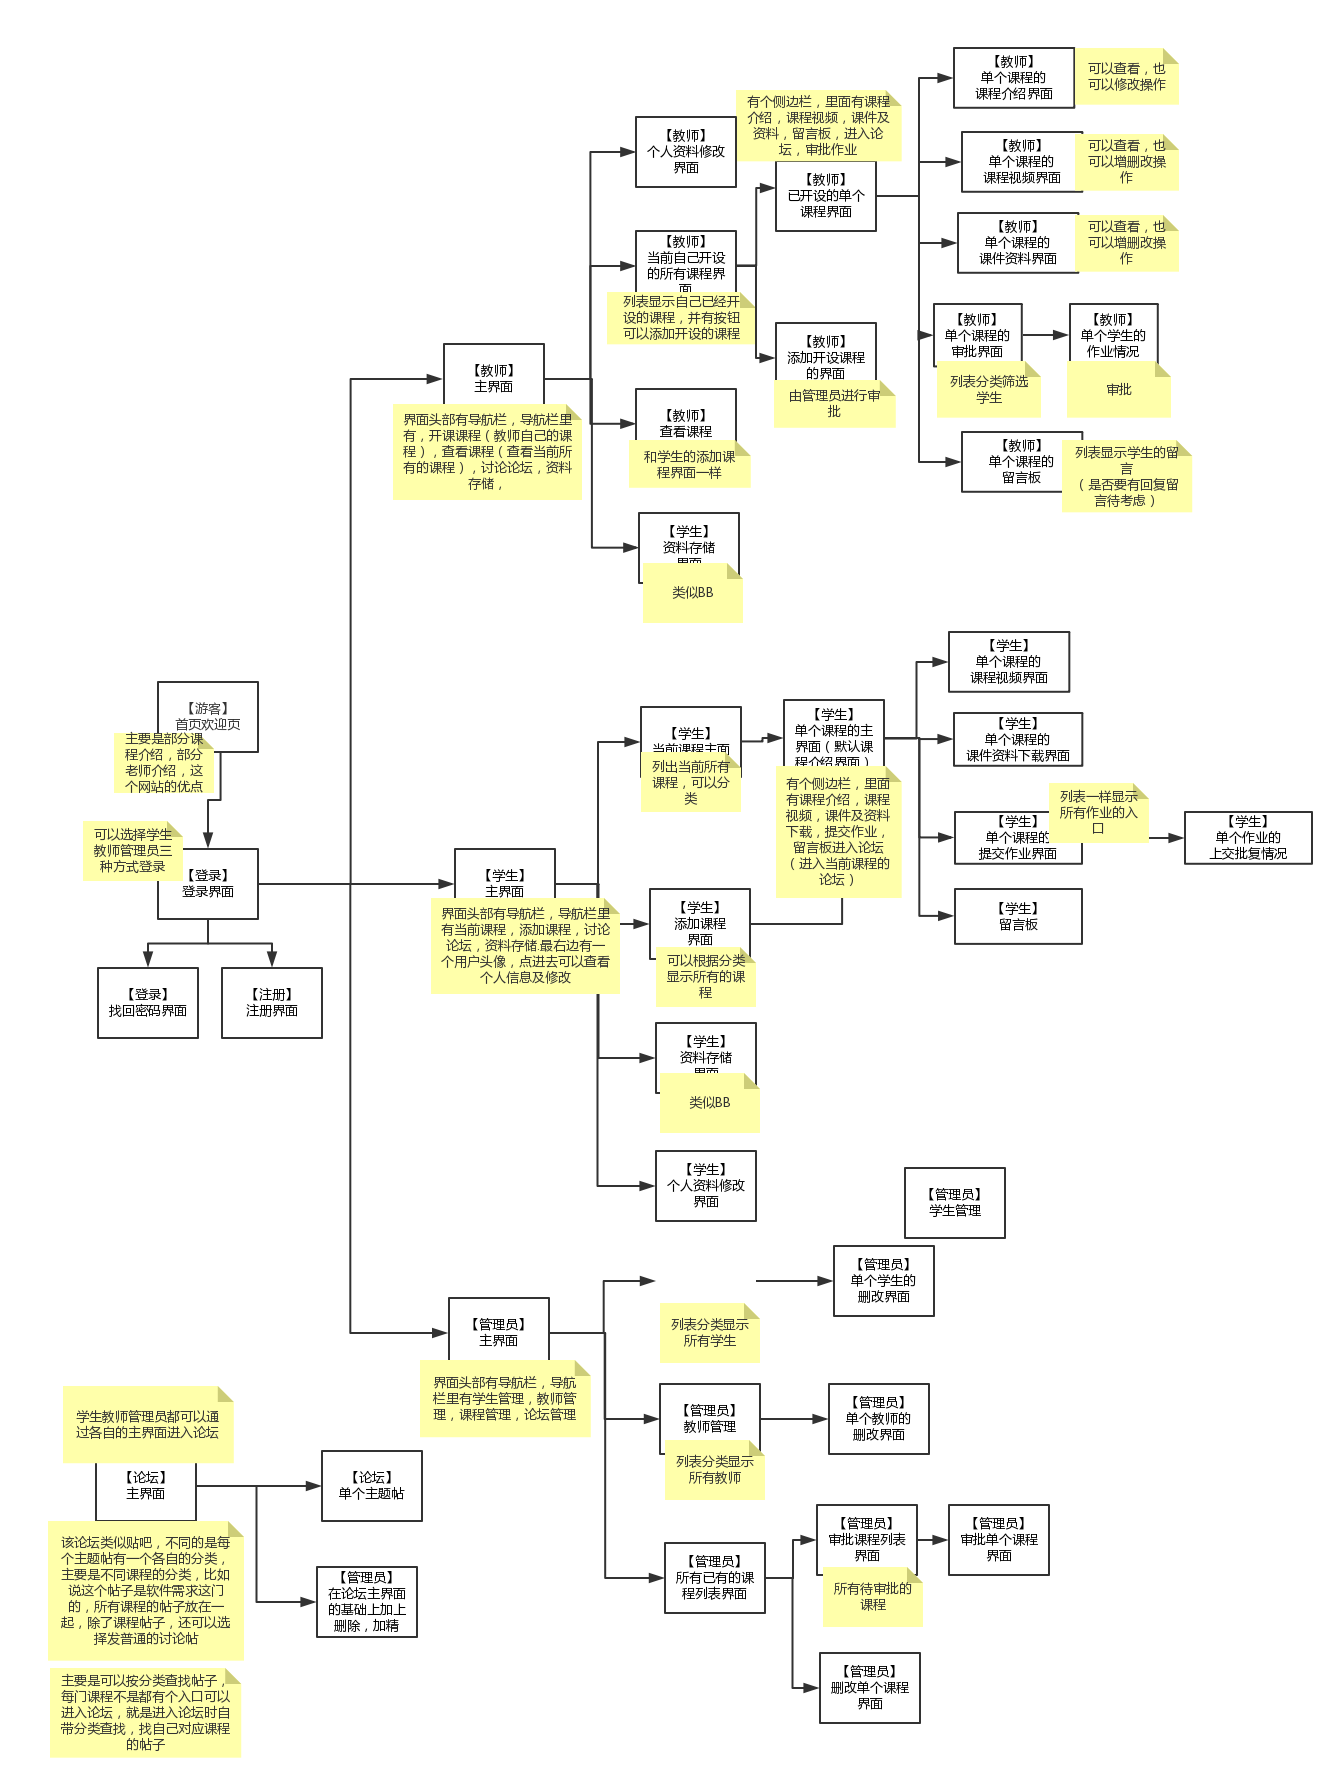 【教师】
单个课程的
课程介绍界面
可以查看，也
可以修改操作
有个侧边栏，里面有课程
介绍，课程视频，课件及
资料，留言板，进入论
坛，审批作业
【教师】
个人资料修改
界面
【教师】
单个课程的
课程视频界面
可以查看，也
可以增删改操
作
【教师】
已开设的单个
课程界面
【教师】
单个课程的
课件资料界面
可以查看，也
可以增删改操
作
【教师】
当前自己开设
的所有课程界
面
列表显示自己已经开
设的课程，并有按钮
可以添加开设的课程
【教师】
添加开设课程
的界面
由管理员进行审
批
【教师】
单个课程的
审批界面
列表分类筛选
学生
【教师】
单个学生的
作业情况
审批
【教师】
主界面
界面头部有导航栏，导航栏里
有，开课课程（教师自己的课
程），查看课程（查看当前所
有的课程），讨论论坛，资料
存储，
【教师】
查看课程
和学生的添加课
程界面一样
【教师】
单个课程的
留言板
列表显示学生的留
言
（是否要有回复留
言待考虑）
【学生】
资料存储
界面
类似BB
【学生】
单个课程的
课程视频界面
【游客】
首页欢迎页
主要是部分课
程介绍，部分
老师介绍，这
个网站的优点
【学生】
当前课程主面
列出当前所有
课程，可以分
类
【学生】
单个课程的主
界面（默认课
程介绍界面）
有个侧边栏，里面
有课程介绍，课程
视频，课件及资料
下载，提交作业，
留言板进入论坛
（进入当前课程的
论坛）
【学生】
单个课程的
课件资料下载界面
【学生】
单个课程的
提交作业界面
列表一样显示
所有作业的入
口
【学生】
单个作业的
上交批复情况
可以选择学生
教师管理员三
种方式登录
【登录】
登录界面
【学生】
主界面
界面头部有导航栏，导航栏里
有当前课程，添加课程，讨论
论坛，资料存储.最右边有一
个用户头像，点进去可以查看
个人信息及修改
【学生】
添加课程
界面
可以根据分类
显示所有的课
程
【学生】
留言板
【登录】
找回密码界面
【注册】
注册界面
【学生】
资料存储
界面
类似BB
【学生】
个人资料修改
界面
【管理员】
学生管理
【管理员】
单个学生的
删改界面
列表分类显示
所有学生
【管理员】
主界面
界面头部有导航栏，导航
栏里有学生管理，教师管
理，课程管理，论坛管理
【管理员】
教师管理
列表分类显示
所有教师
【管理员】
单个教师的
删改界面
学生教师管理员都可以通
过各自的主界面进入论坛
【论坛】
主界面
【论坛】
单个主题帖
该论坛类似贴吧，不同的是每
个主题帖有一个各自的分类，
主要是不同课程的分类，比如
说这个帖子是软件需求这门
的，所有课程的帖子放在一
起，除了课程帖子，还可以选
择发普通的讨论帖
【管理员】
在论坛主界面
的基础上加上
删除，加精
【管理员】
所有已有的课
程列表界面
【管理员】
审批课程列表
界面
所有待审批的
课程
【管理员】
审批单个课程
界面
【管理员】
删改单个课程
界面
主要是可以按分类查找帖子，
每门课程不是都有个入口可以
进入论坛，就是进入论坛时自
带分类查找，找自己对应课程
的帖子